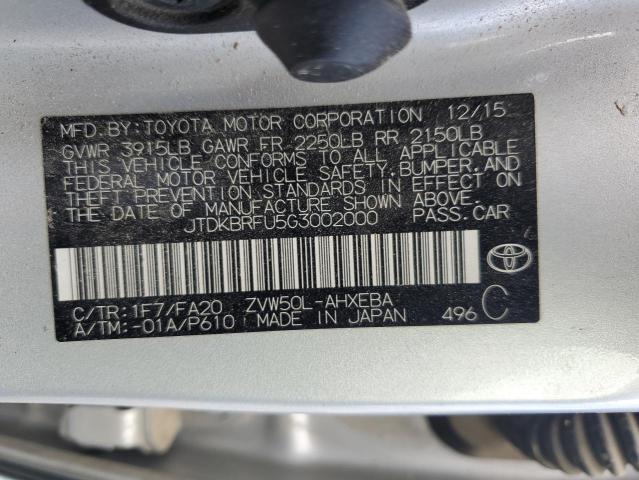 MFD.BY:TOYOTA MOTOR CORPORATION 12/15
GVWR 3915LB GAWR FR 2250LB RR 2150LB
THIS VEHICLE CONFORMS TO ALL APPLICABLE
FEDERAL MOTOR VEHICLE SAFETY,BUMPER,AND
THEFT PREVENTION STANDARDS IN EFFECT ON
THE DATE OF MANUFACTURE SHOWN ABOVE.
JTDKBRFU5G3002000 PASS.CAR
C/TR:1F7/FA20 ZVW50L-AHXEBA
A/TM:-01A/P610 MADE IN JAPAN 496 C